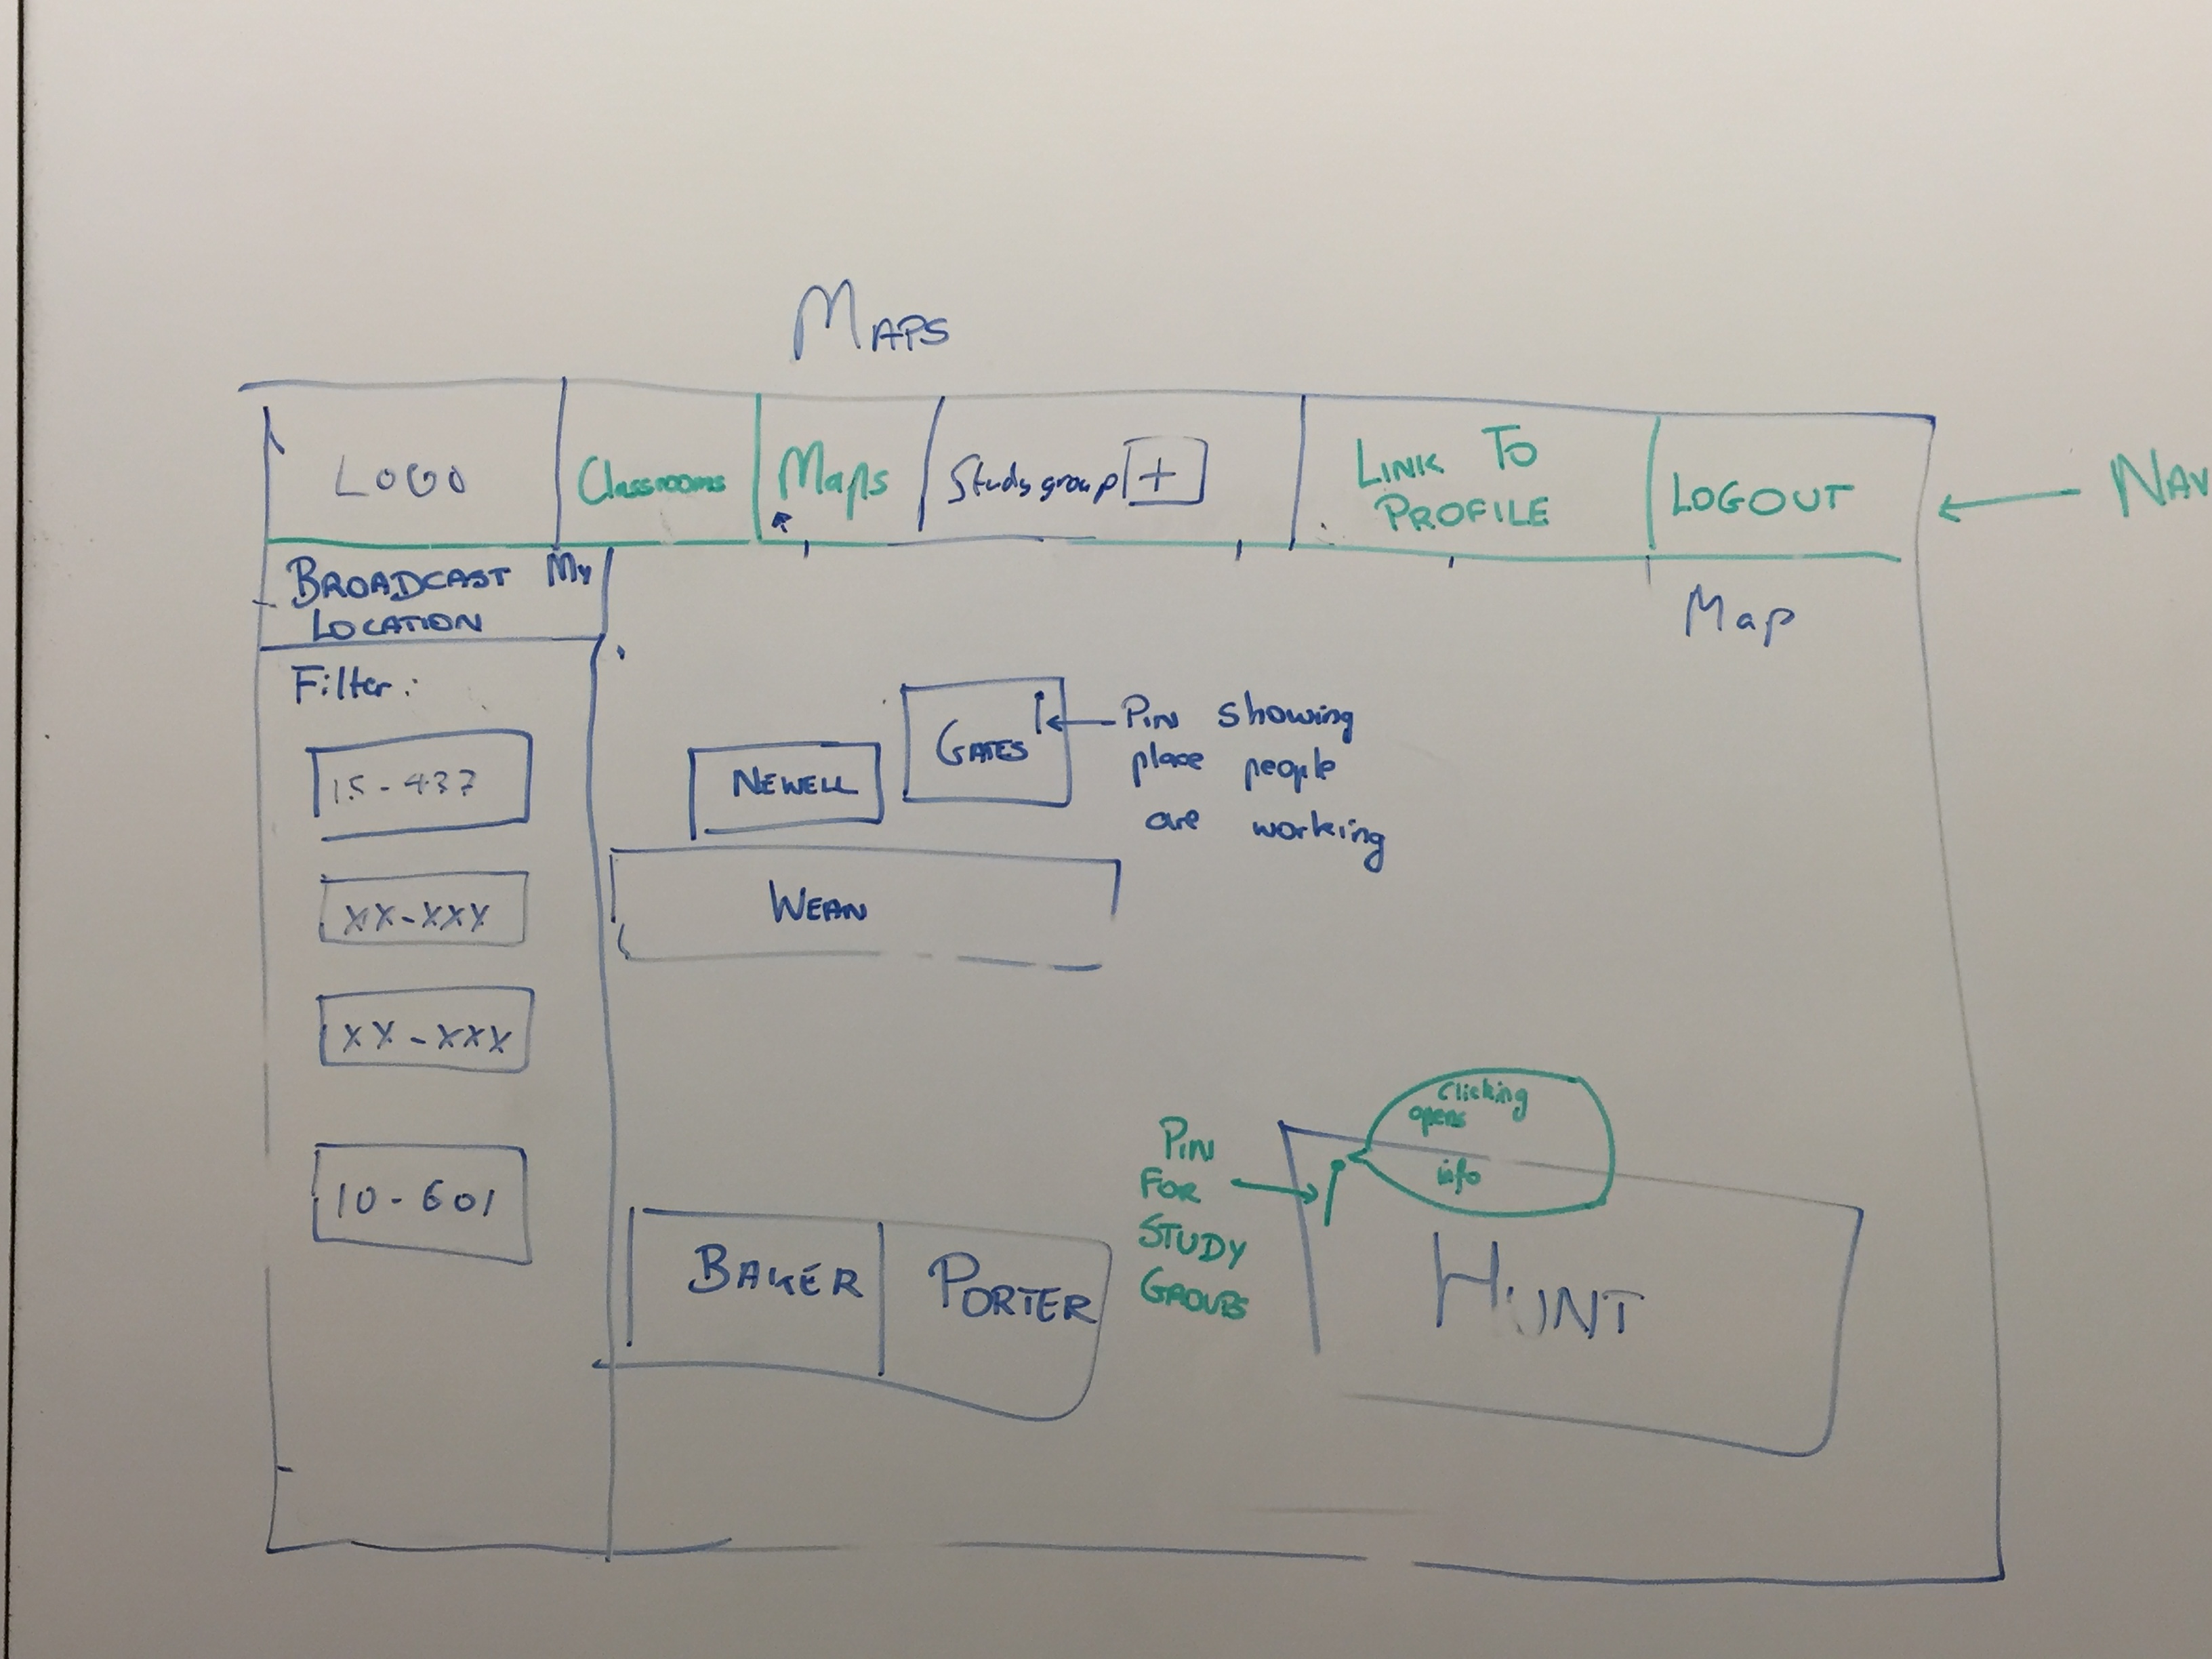 Maps
LOGO
Classrooms
Maps
Study group +
LINK TO
PROFILE
LOGOUT
NAV
BROADCAST MY
LOCATION
Map
Filter:
15-437
XX-XXX
XX-XXX
10-601
NEWELL
GATES
PIN showing
place people
are working
WEAN
BAKER
PORTER
PIN
FOR
STUDY
GROUPS
Clicking
opens
info
HUNT